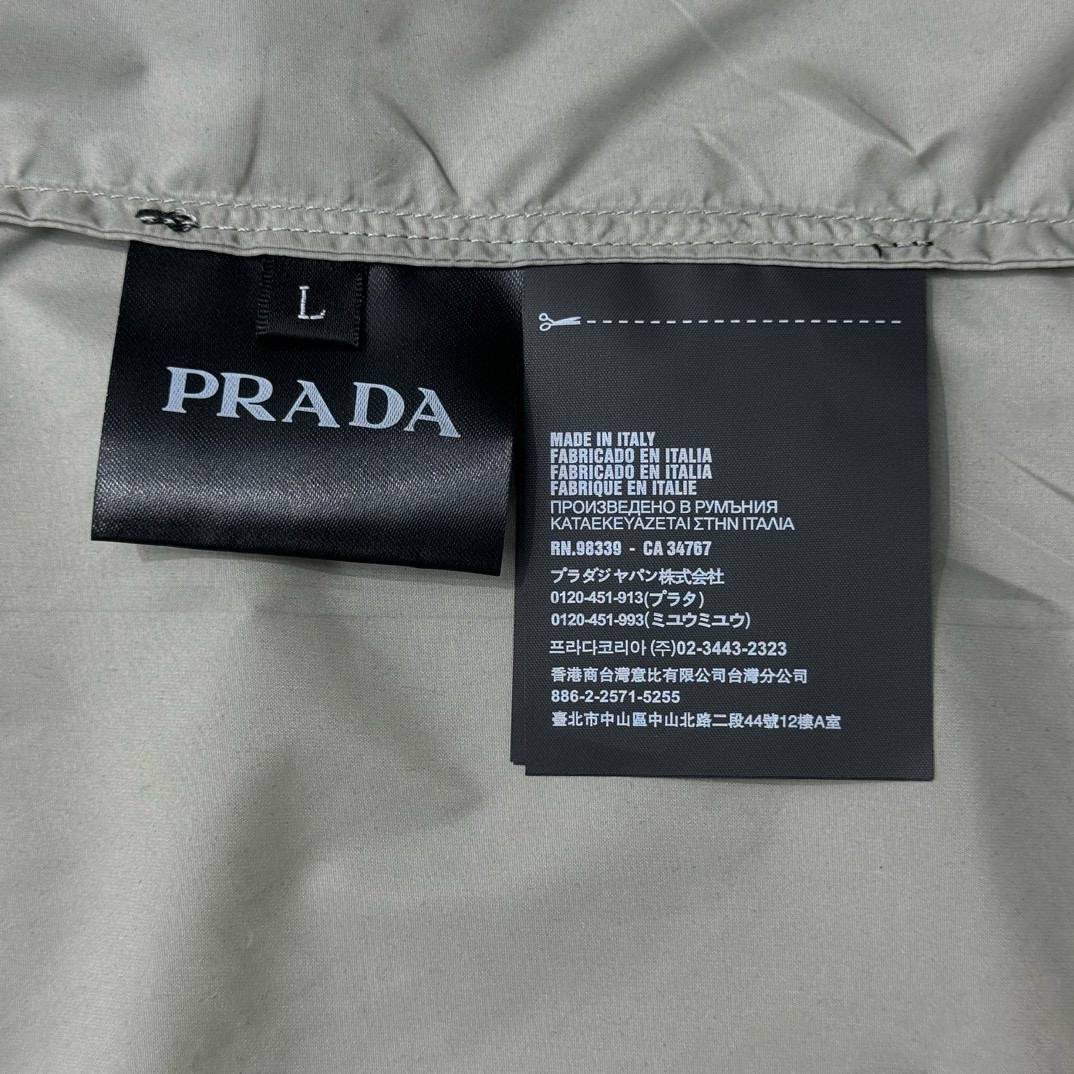 L
PRADA
MADE IN ITALY
FABRICADO EN ITALIA
FABRICADO EN ITALIA
FABRIQUE EN ITALIE
ПРОИЗВЕДЕНО В РУМЪНИЯ
ΚΑΤΑΕΚΕΥΑΖΕΤΑΙ ΣΤΗΝ ΙΤΑΛΙΑ
RN.98339 - CA 34767
プラダジャパン株式会社
0120-451-913(プラタ)
0120-451-993(ミユウミユウ)
프라다코리아 (주)02-3443-2323
香港商台灣意比有限公司台灣分公司
886-2-2571-5255
臺北市中山區中山北路二段44號12樓A室